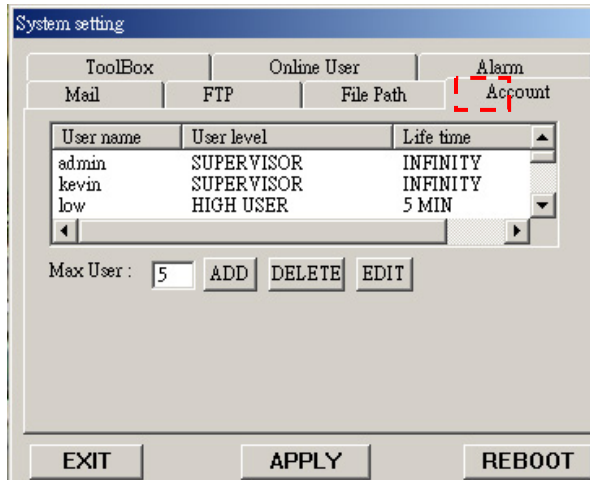 System setting
ToolBox Online User Alarm
Mail FTP File Path Account
User name User level Life time
admin SUPERVISOR INFINITY
kevin SUPERVISOR INFINITY
low HIGH USER 5 MIN
Max User : 5 ADD DELETE EDIT
EXIT APPLY REBOOT